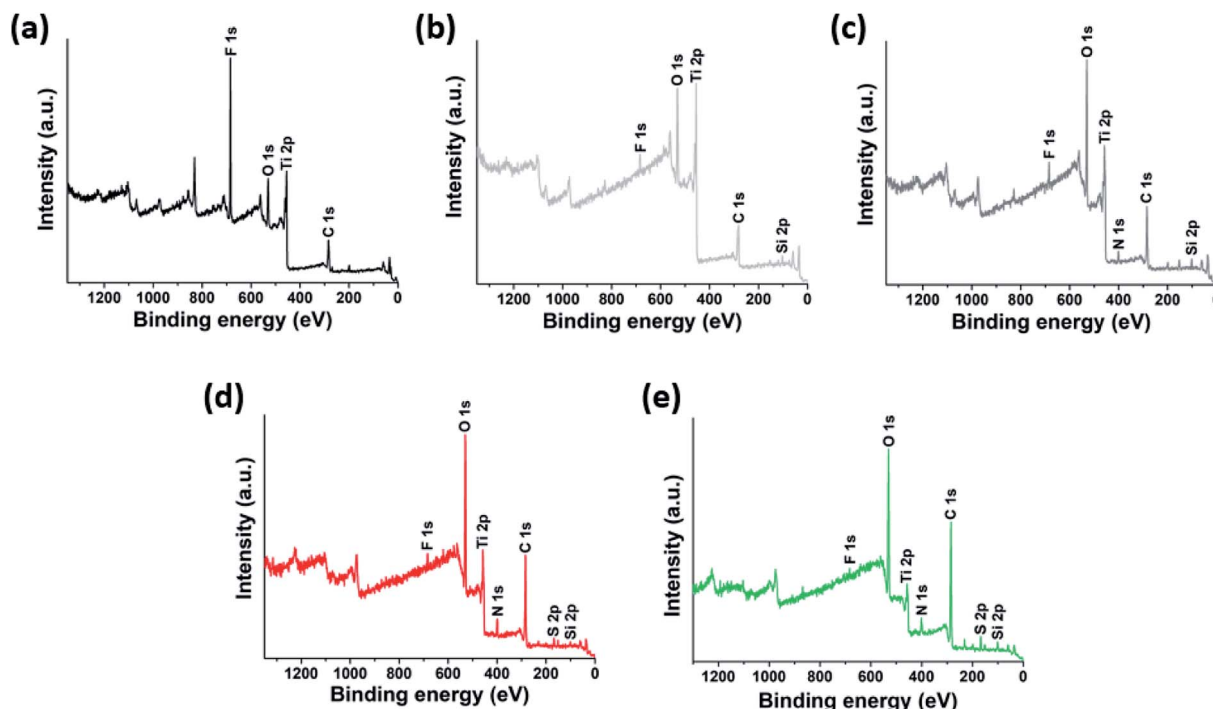 (a)
F 1s
O 1s
Ti 2p
C 1s
Intensity (a.u.)
1200 1000 800 600 400 200 0
Binding energy (eV)
(b)
F 1s
O 1s
Ti 2p
C 1s
Si 2p
Intensity (a.u.)
1200 1000 800 600 400 200 0
Binding energy (eV)
(c)
F 1s
O 1s
Ti 2p
N 1s
C 1s
Si 2p
Intensity (a.u.)
1200 1000 800 600 400 200
Binding energy (eV)
(d)
F 1s
O 1s
Ti 2p
N 1s
C 1s
S 2p
Si 2p
Intensity (a.u.)
1200 1000 800 600 400 200 0
Binding energy (eV)
(e)
F 1s
O 1s
Ti 2p
N 1s
C 1s
S 2p
Si 2p
Intensity (a.u.)
1200 1000 800 600 400 200 0
Binding energy (eV)